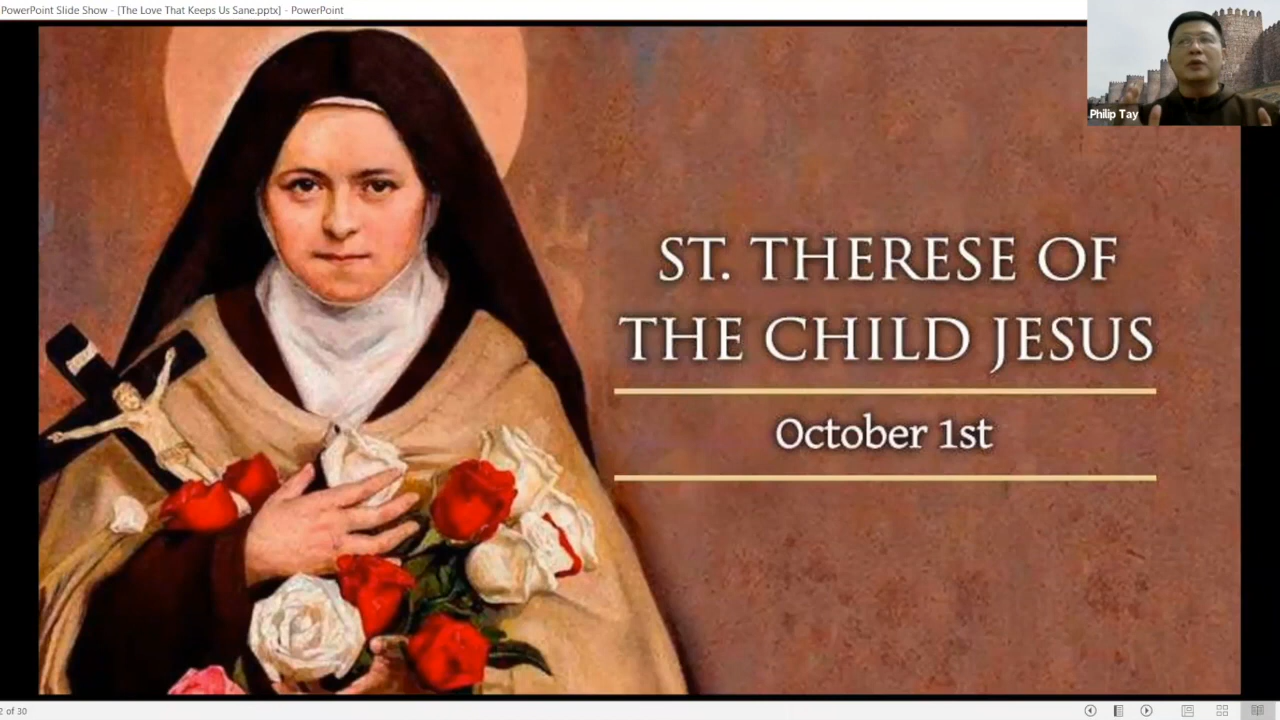 PowerPoint Slide Show - [The Love That Keeps Us Sane.pptx] - PowerPoint
.Philip Tay
ST. THERESE OF
THE CHILD JESUS
October 1st
2 of 30